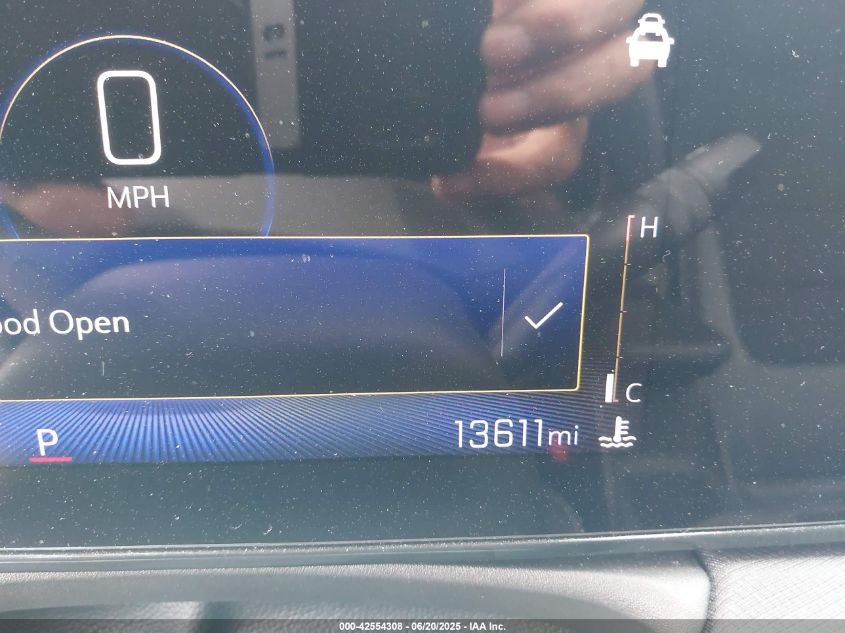 0
MPH
H
ood Open
C
P
13611mi
000-42554308 - 06/20/2025 - IAA Inc.